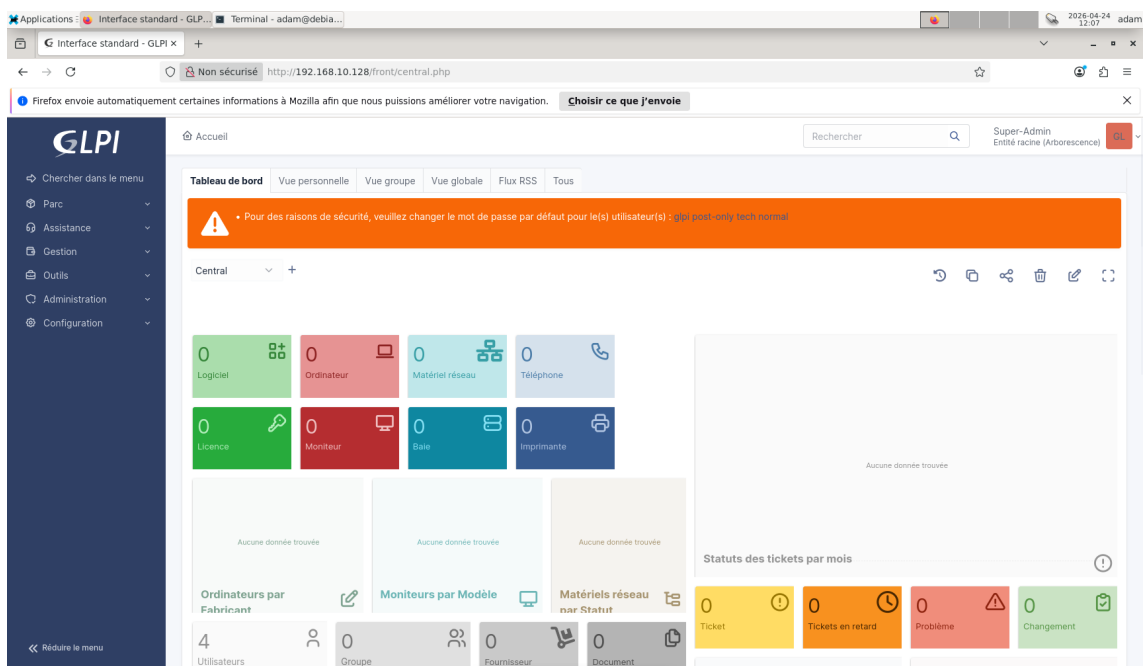 Applications
Interface standard - GLP...
Terminal - adam@debia...
2026-04-24
12:07
adam
Interface standard - GLPI
Non sécurisé http://192.168.10.128/front/central.php
Firefox envoie automatiquement certaines informations à Mozilla afin que nous puissions améliorer votre navigation. Choisir ce que j'envoie
GLPI
Accueil
Rechercher
Super-Admin
Entité racine (Arborescence)
GL
Chercher dans le menu
Parc
Assistance
Gestion
Outils
Administration
Configuration
Réduire le menu
Tableau de bord Vue personnelle Vue groupe Vue globale Flux RSS Tous
• Pour des raisons de sécurité, veuillez changer le mot de passe par défaut pour le(s) utilisateur(s) : glpi post-only tech normal
Central
0
Logiciel
0
Ordinateur
0
Matériel réseau
0
Téléphone
0
Licence
0
Moniteur
0
Baie
0
Imprimante
Aucune donnée trouvée
Statuts des tickets par mois
Aucune donnée trouvée
Ordinateurs par
Fabricant
Aucune donnée trouvée
Moniteurs par Modèle
Aucune donnée trouvée
Matériels réseau
par Statut
0
Ticket
0
Tickets en retard
0
Problème
0
Changement
4
Utilisateurs
0
Groupe
0
Fournisseur
0
Document